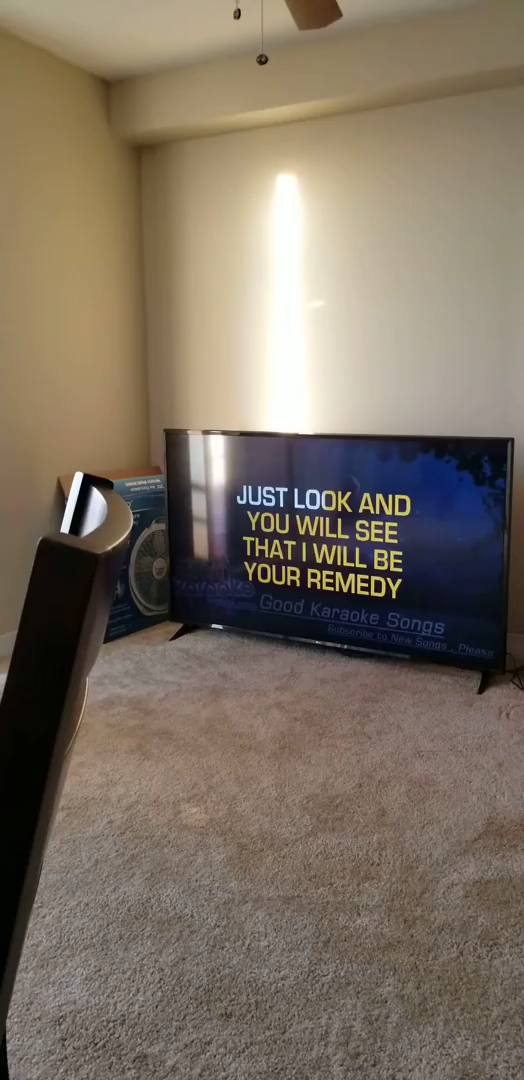 JUST LOOK AND
YOU WILL SEE
THAT I WILL BE
YOUR REMEDY
Good Karaoke Songs
Subscribe to New Songs , Please